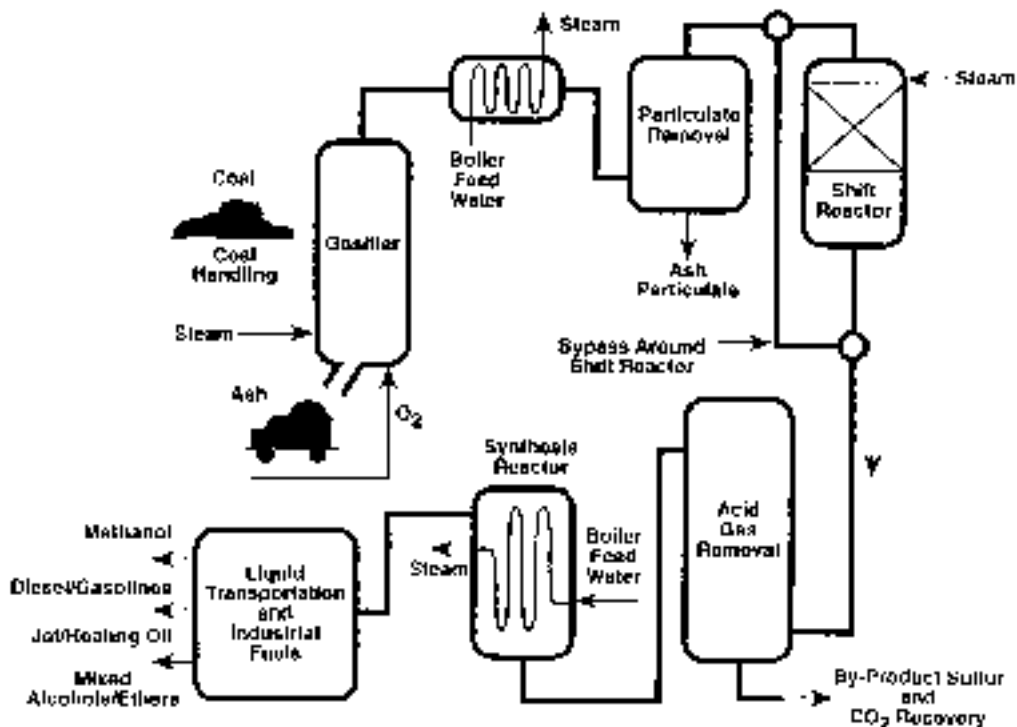 Steam
Particulate
Removal
Steam
Boiler
Feed
Water
Shift
Reactor
Coal
Gasifier
Coal
Handling
Ash
Particulate
Steam
Bypass Around
Shift Reactor
Ash
O2
Synthesis
Reactor
Acid
Gas
Removal
Methanol
Steam
Boiler
Feed
Water
Diesel/Gasolines
Liquid
Transportation
and
Industrial
Fuels
Jet/Heating Oil
Mixed
Alcohols/Ethers
By-Product Sulfur
and
CO2 Recovery